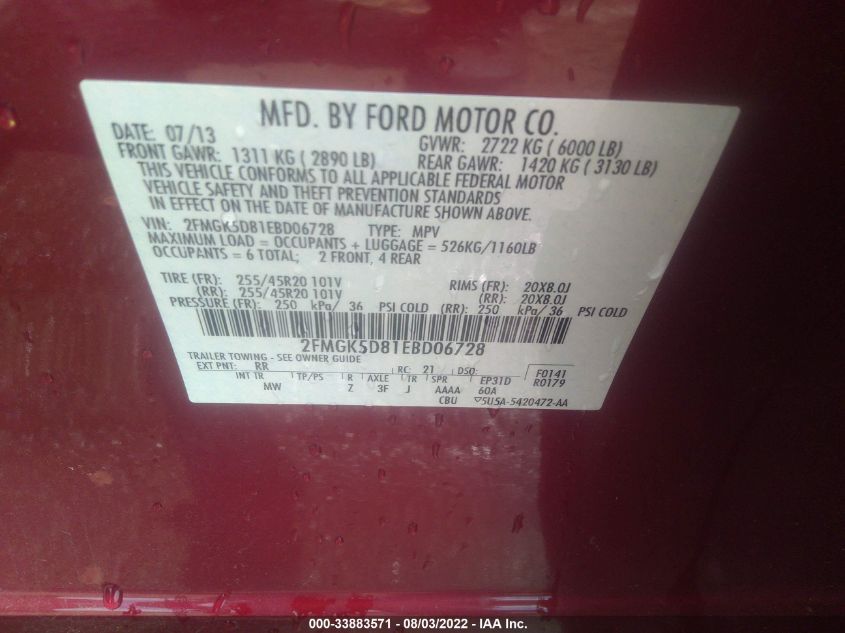 MFD. BY FORD MOTOR CO.
DATE: 07/13 GVWR: 2722 KG ( 6000 LB)
FRONT GAWR: 1311 KG ( 2890 LB) REAR GAWR: 1420 KG ( 3130 LB)
THIS VEHICLE CONFORMS TO ALL APPLICABLE FEDERAL MOTOR
VEHICLE SAFETY AND THEFT PREVENTION STANDARDS
IN EFFECT ON THE DATE OF MANUFACTURE SHOWN ABOVE.
VIN: 2FMGK5D81EBD06728 TYPE: MPV
MAXIMUM LOAD = OCCUPANTS + LUGGAGE = 526KG/1160LB
OCCUPANTS = 6 TOTAL; 2 FRONT, 4 REAR
TIRE (FR): 255/45R20 101V RIMS (FR): 20X8.0J
(RR): 255/45R20 101V (RR): 20X8.0J
PRESSURE (FR): 250 kPa/ 36 PSI COLD (RR): 250 kPa/ 36 PSI COLD
2FMGK5D81EBD06728
TRAILER TOWING - SEE OWNER GUIDE
EXT PNT: RR RC: 21 DSO: F0141
INT TR TP/PS R AXLE TR SPR EP31D R0179
MW Z 3F J AAAA 60A
CBU ▽5U5A-5420472-AA
000-33883571 - 08/03/2022 - IAA Inc.